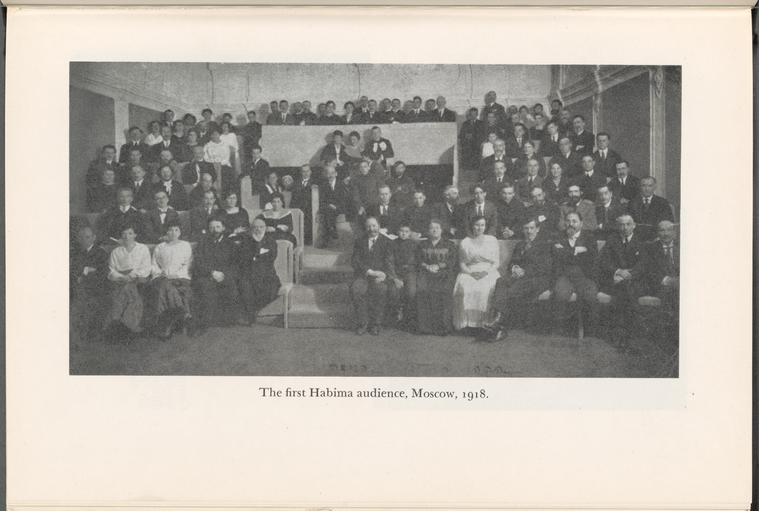 The first Habima audience, Moscow, 1918.